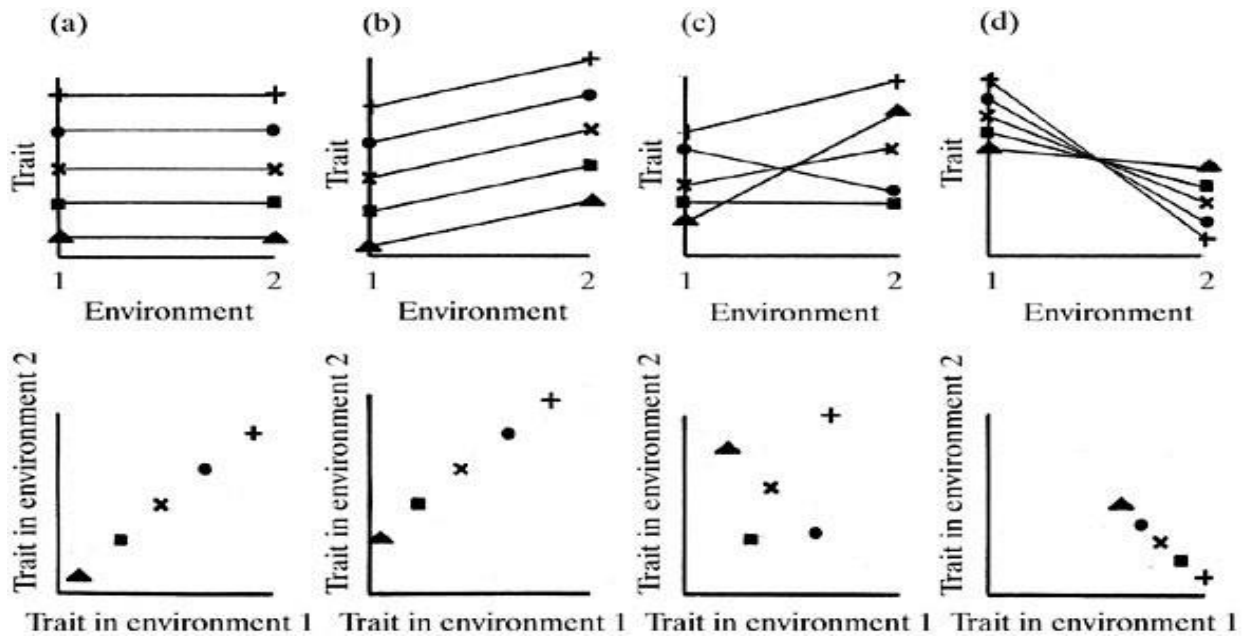 (a) (b) (c) (d)
Trait Trait Trait Trait
1 2 1 2 1 2 1 2
Environment Environment Environment Environment
Trait in environment 2 Trait in environment 2 Trait in environment 2 Trait in environment 2
Trait in environment 1 Trait in environment 1 Trait in environment 1 Trait in environment 1